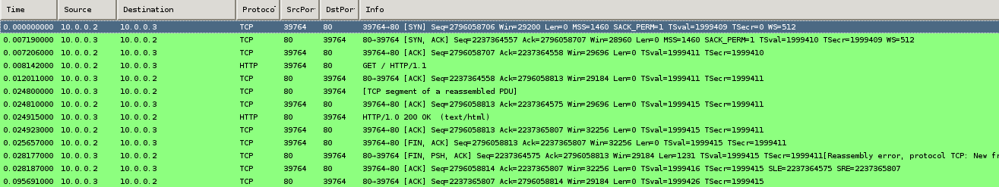 Time Source Destination Protoco SrcPor DstPor Info
0.000000000 10.0.0.2 10.0.0.3 TCP 39764 80 39764→80 [SYN] Seq=2796058706 Win=29200 Len=0 MSS=1460 SACK_PERM=1 TSval=1999409 TSecr=0 WS=512
0.007190000 10.0.0.3 10.0.0.2 TCP 80 39764 80→39764 [SYN, ACK] Seq=2237364557 Ack=2796058707 Win=28960 Len=0 MSS=1460 SACK_PERM=1 TSval=1999410 TSecr=1999409 WS=512
0.007206000 10.0.0.2 10.0.0.3 TCP 39764 80 39764→80 [ACK] Seq=2796058707 Ack=2237364558 Win=29696 Len=0 TSval=1999411 TSecr=1999410
0.008142000 10.0.0.2 10.0.0.3 HTTP 39764 80 GET / HTTP/1.1
0.012011000 10.0.0.3 10.0.0.2 TCP 80 39764 80→39764 [ACK] Seq=2237364558 Ack=2796058813 Win=29184 Len=0 TSval=1999411 TSecr=1999411
0.024800000 10.0.0.3 10.0.0.2 TCP 80 39764 [TCP segment of a reassembled PDU]
0.024810000 10.0.0.2 10.0.0.3 TCP 39764 80 39764→80 [ACK] Seq=2796058813 Ack=2237364575 Win=29696 Len=0 TSval=1999415 TSecr=1999411
0.024915000 10.0.0.3 10.0.0.2 HTTP 80 39764 HTTP/1.0 200 OK (text/html)
0.024923000 10.0.0.2 10.0.0.3 TCP 39764 80 39764→80 [ACK] Seq=2796058813 Ack=2237365807 Win=32256 Len=0 TSval=1999415 TSecr=1999411
0.025657000 10.0.0.2 10.0.0.3 TCP 39764 80 39764→80 [FIN, ACK] Seq=2796058813 Ack=2237365807 Win=32256 Len=0 TSval=1999415 TSecr=1999411
0.028177000 10.0.0.3 10.0.0.2 TCP 80 39764 80→39764 [FIN, PSH, ACK] Seq=2237364575 Ack=2796058813 Win=29184 Len=1231 TSval=1999415 TSecr=1999411[Reassembly error, protocol TCP: New fr
0.028187000 10.0.0.2 10.0.0.3 TCP 39764 80 39764→80 [ACK] Seq=2796058814 Ack=2237365807 Win=32256 Len=0 TSval=1999416 TSecr=1999415 SLE=2237364575 SRE=2237365807
0.095691000 10.0.0.3 10.0.0.2 TCP 80 39764 80→39764 [ACK] Seq=2237365807 Ack=2796058814 Win=29184 Len=0 TSval=1999426 TSecr=1999415